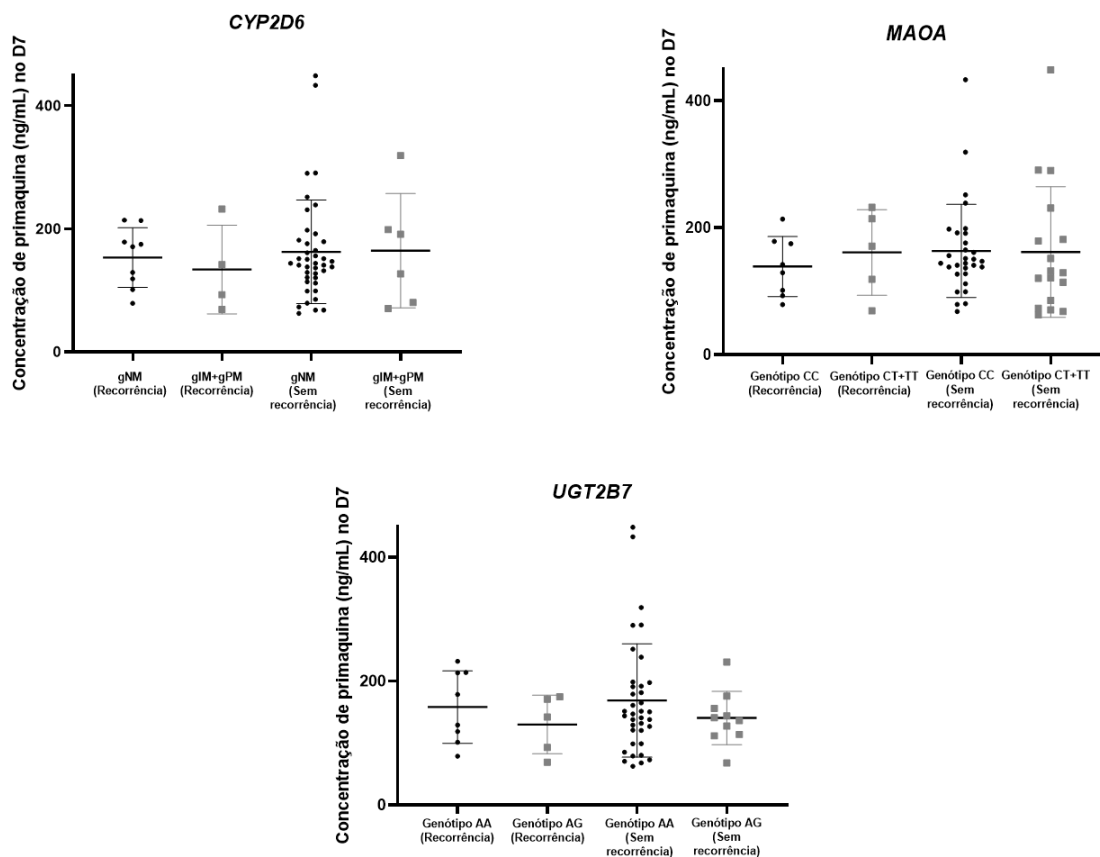 CYP2D6
Concentração de primaquina (ng/mL) no D7
400
200
0
gNM
(Recorrência)
gIM+gPM
(Recorrência)
gNM
(Sem
recorrência)
gIM+gPM
(Sem
recorrência)
MAOA
Concentração de primaquina (ng/mL) no D7
400
200
0
Genótipo CC
(Recorrência)
Genótipo CT+TT
(Recorrência)
Genótipo CC
(Sem
recorrência)
Genótipo CT+TT
(Sem
recorrência)
UGT2B7
Concentração de primaquina (ng/mL) no D7
400
200
0
Genótipo AA
(Recorrência)
Genótipo AG
(Recorrência)
Genótipo AA
(Sem
recorrência)
Genótipo AG
(Sem
recorrência)